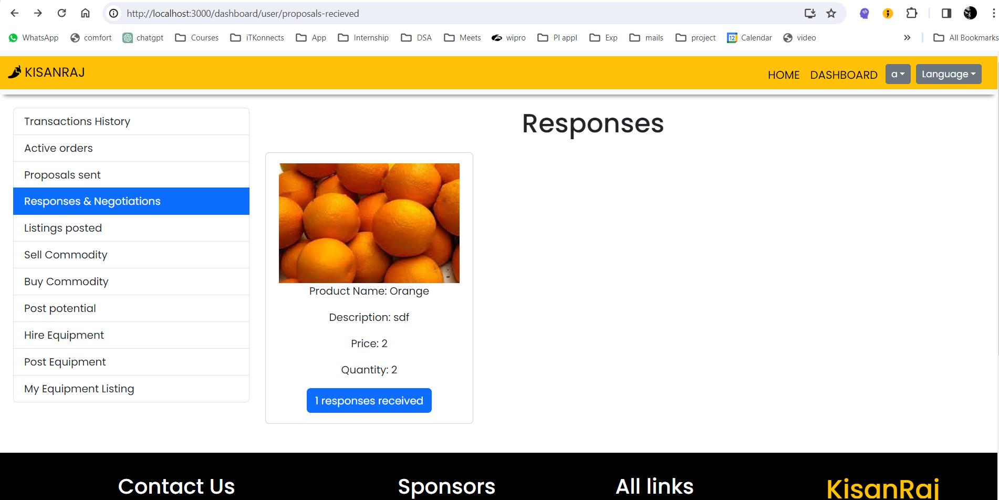 http://localhost:3000/dashboard/user/proposals-recieved
WhatsApp comfort chatgpt Courses iTKonnects App Internship DSA Meets wipro PI appl Exp mails project 12 Calendar video » All Bookmarks
KISANRAJ HOME DASHBOARD a Language
Responses
Transactions History
Active orders
Proposals sent
Responses & Negotiations
Listings posted
Sell Commodity
Buy Commodity
Post potential
Hire Equipment
Post Equipment
My Equipment Listing
Product Name: Orange
Description: sdf
Price: 2
Quantity: 2
1 responses received
Contact Us Sponsors All links KisanRaj